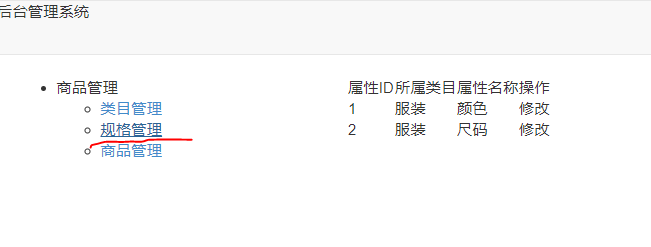 后台管理系统
商品管理
类目管理
规格管理
商品管理
属性ID所属类目属性名称操作
1 服装 颜色 修改
2 服装 尺码 修改